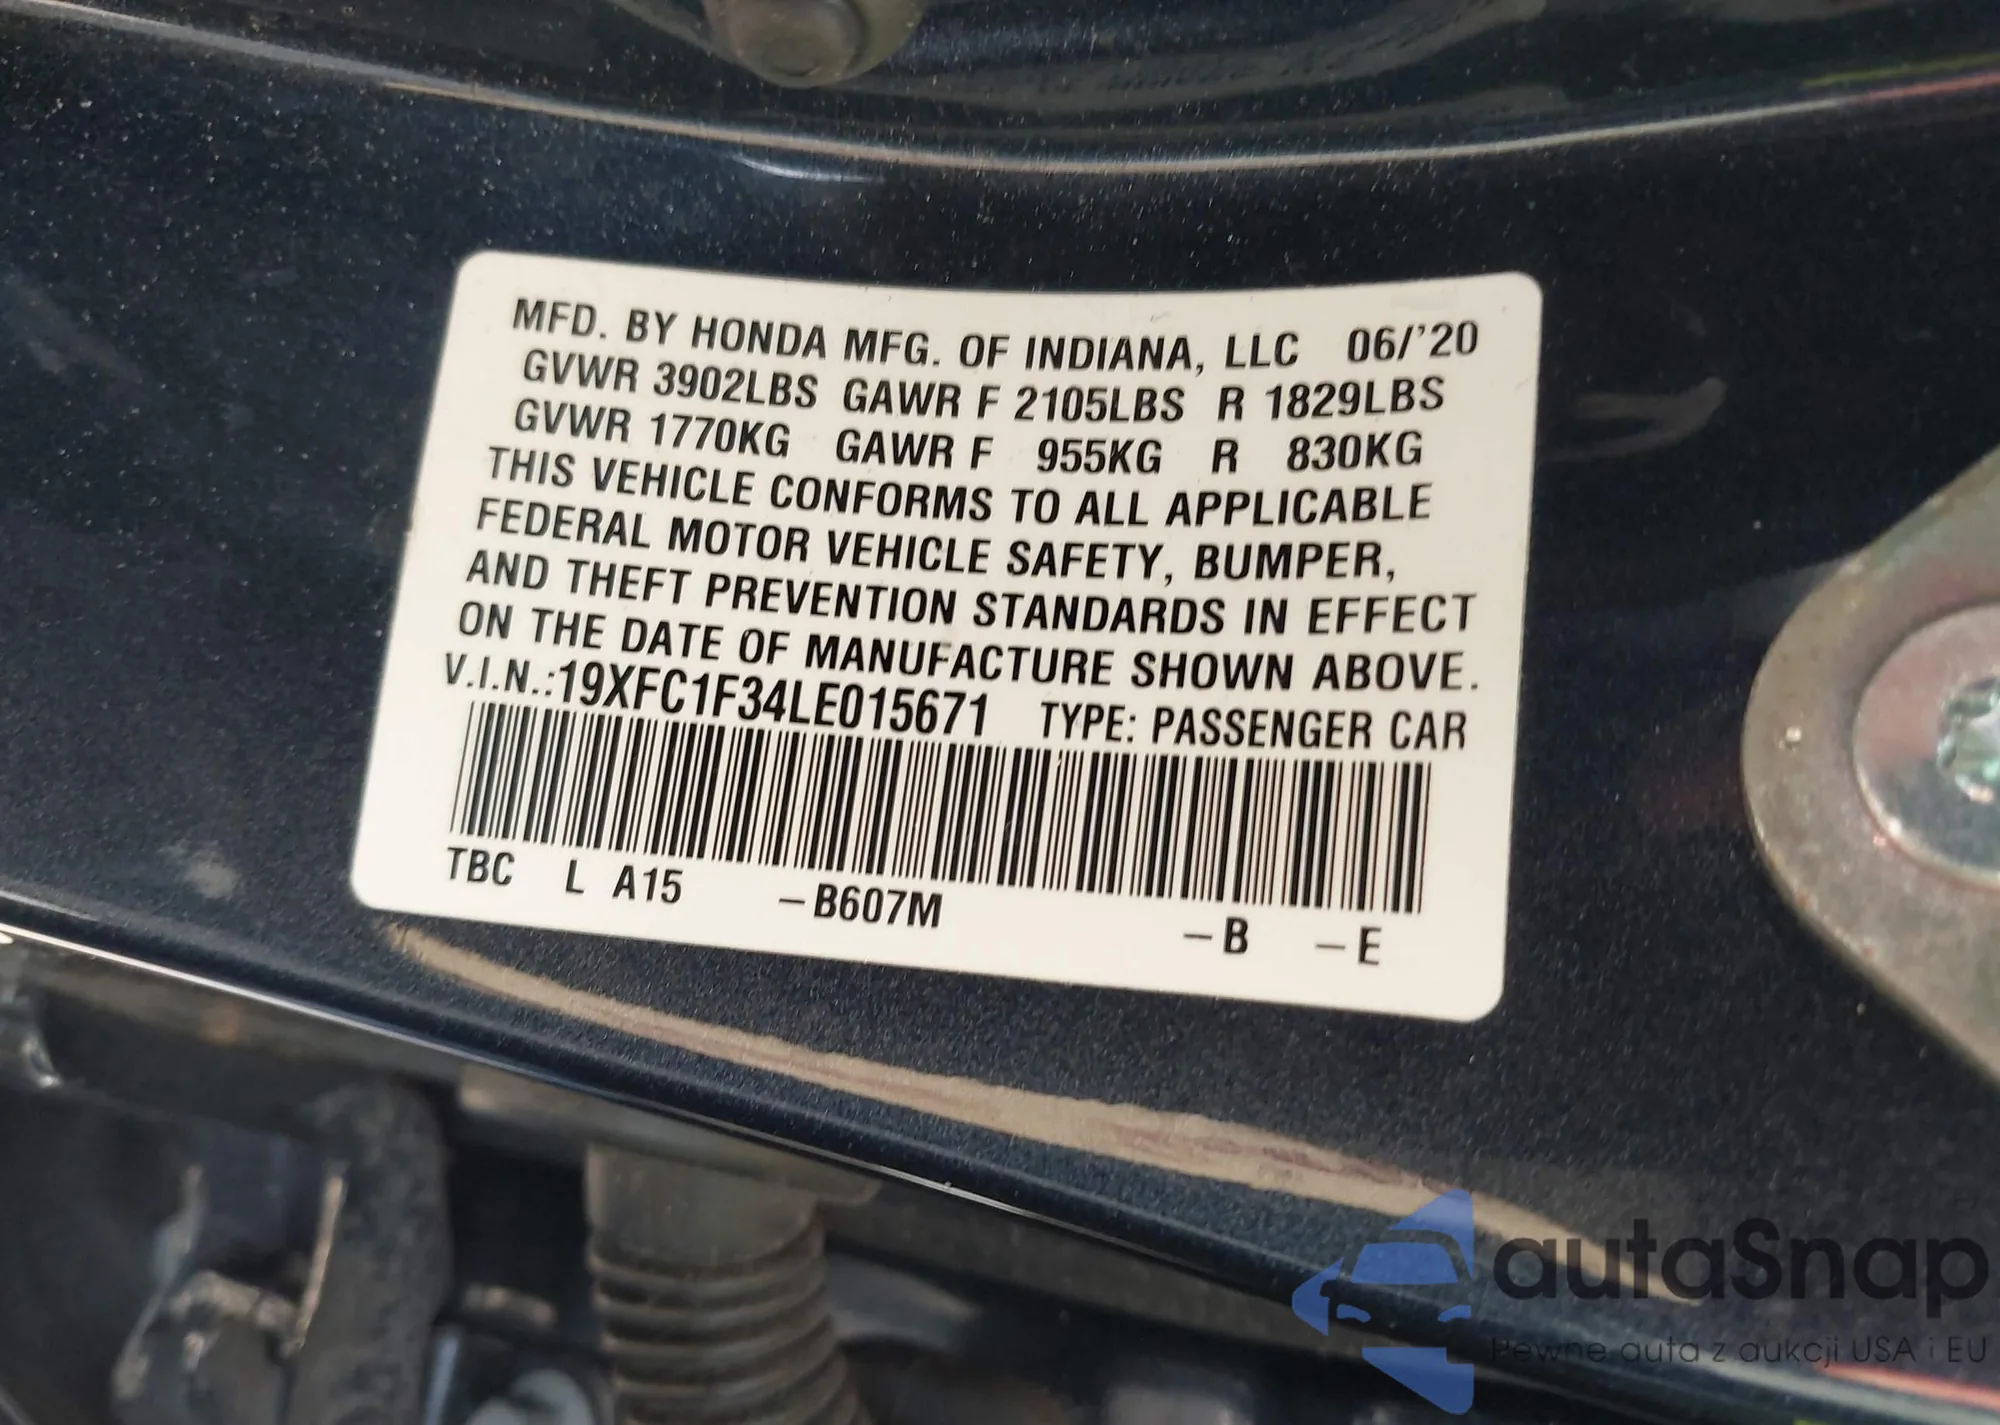 MFD. BY HONDA MFG. OF INDIANA, LLC 06/'20
GVWR 3902LBS GAWR F 2105LBS R 1829LBS
GVWR 1770KG GAWR F 955KG R 830KG
THIS VEHICLE CONFORMS TO ALL APPLICABLE
FEDERAL MOTOR VEHICLE SAFETY, BUMPER,
AND THEFT PREVENTION STANDARDS IN EFFECT
ON THE DATE OF MANUFACTURE SHOWN ABOVE.
V.I.N.:19XFC1F34LE015671 TYPE: PASSENGER CAR
TBC L A15 –B607M –B –E
autaSnap
Pewne auta z aukcji USA i EU